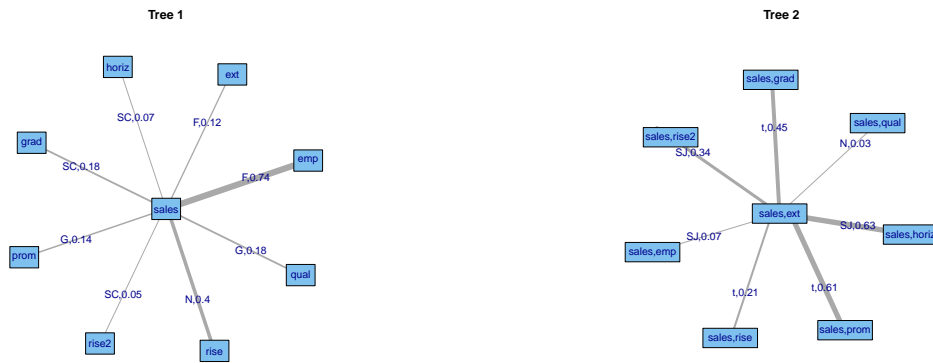 Tree 1
horiz
ext
SC,0.07
F,0.12
grad
emp
SC,0.18
F,0.74
sales
prom
G,0.14
G,0.18
qual
SC,0.05
N,0.4
rise2
rise
Tree 2
sales,grad
sales,qual
t,0.45
sales,rise2
N,0.03
SJ,0.34
sales,ext
SJ,0.63
sales,horiz
SJ,0.07
sales,emp
t,0.21
t,0.61
sales,rise
sales,prom